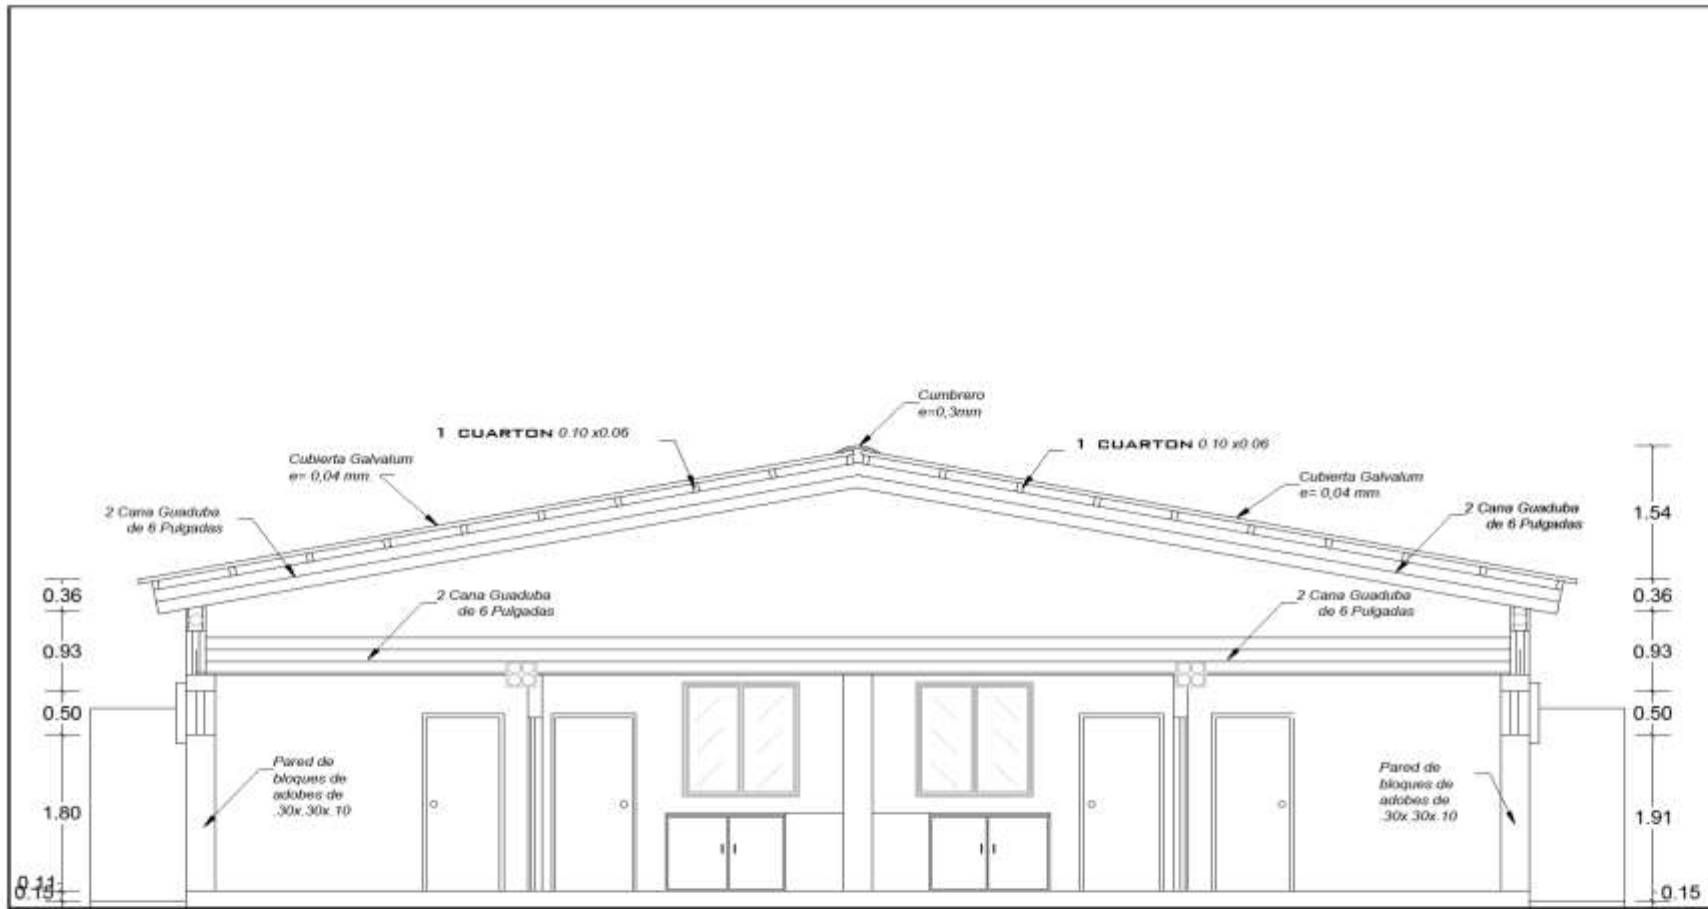 Cumbrero
e=0,3mm
1 CUARTON 0.10 x0.06
1 CUARTON 0.10 x0.06
Cubierta Galvalum
e= 0,04 mm.
Cubierta Galvalum
e= 0,04 mm.
2 Cana Guaduba
de 6 Pulgadas
2 Cana Guaduba
de 6 Pulgadas
1.54
0.36
2 Cana Guaduba
de 6 Pulgadas
2 Cana Guaduba
de 6 Pulgadas
0.36
0.93
0.93
0.50
0.50
Pared de
bloques de
adobes de
.30x.30x.10
Pared de
bloques de
adobes de
.30x.30x.10
1.80
1.91
0.11
0.15
0.15